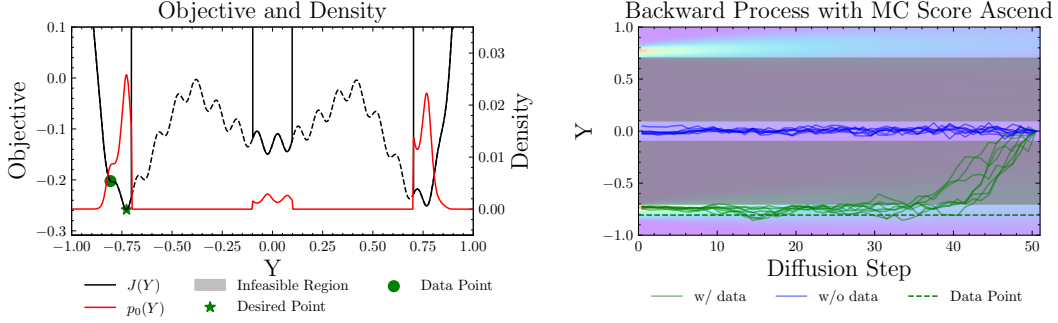 Objective and Density
Objective
0.0
−0.1
−0.2
−0.3
0.03
0.02
0.01
0.00
Density
−1.00 −0.75 −0.50 −0.25 0.00 0.25 0.50 0.75 1.00
Y
J(Y) Infeasible Region Data Point
p₀(Y) Desired Point
Backward Process with MC Score Ascend
Y
1.0
0.5
0.0
−0.5
−1.0
0 10 20 30 40 50
Diffusion Step
w/ data w/o data Data Point